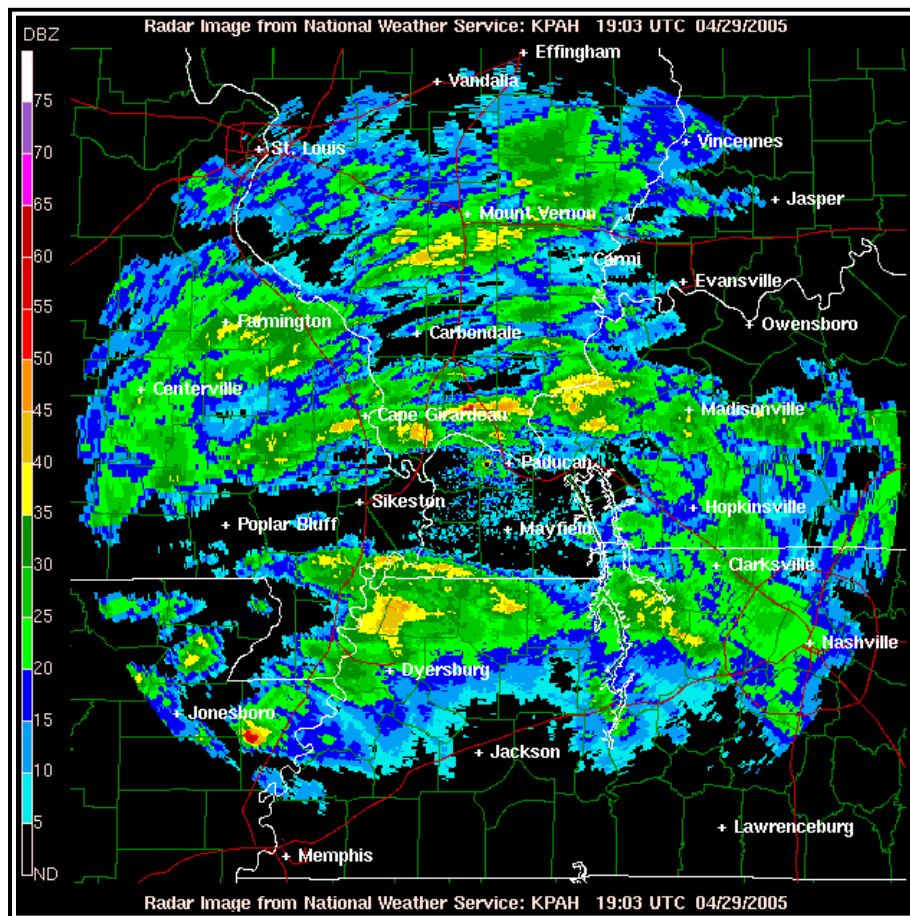 Radar Image from National Weather Service: KPAH 19:03 UTC 04/29/2005
DBZ
Effingham
Vandalia
75
St. Louis
Vincennes
70
Jasper
65
Mount Vernon
60
Carmi
Evansville
55
Farmington
Owensboro
Carbondale
50
Centerville
45
Cape Girardeau
Madisonville
40
Paducah
Sikeston
Hopkinsville
35
Poplar Bluff
Mayfield
30
Clarksville
25
Nashville
20
Dyersburg
Jonesboro
15
Jackson
10
5
Lawrenceburg
Memphis
ND
Radar Image from National Weather Service: KPAH 19:03 UTC 04/29/2005